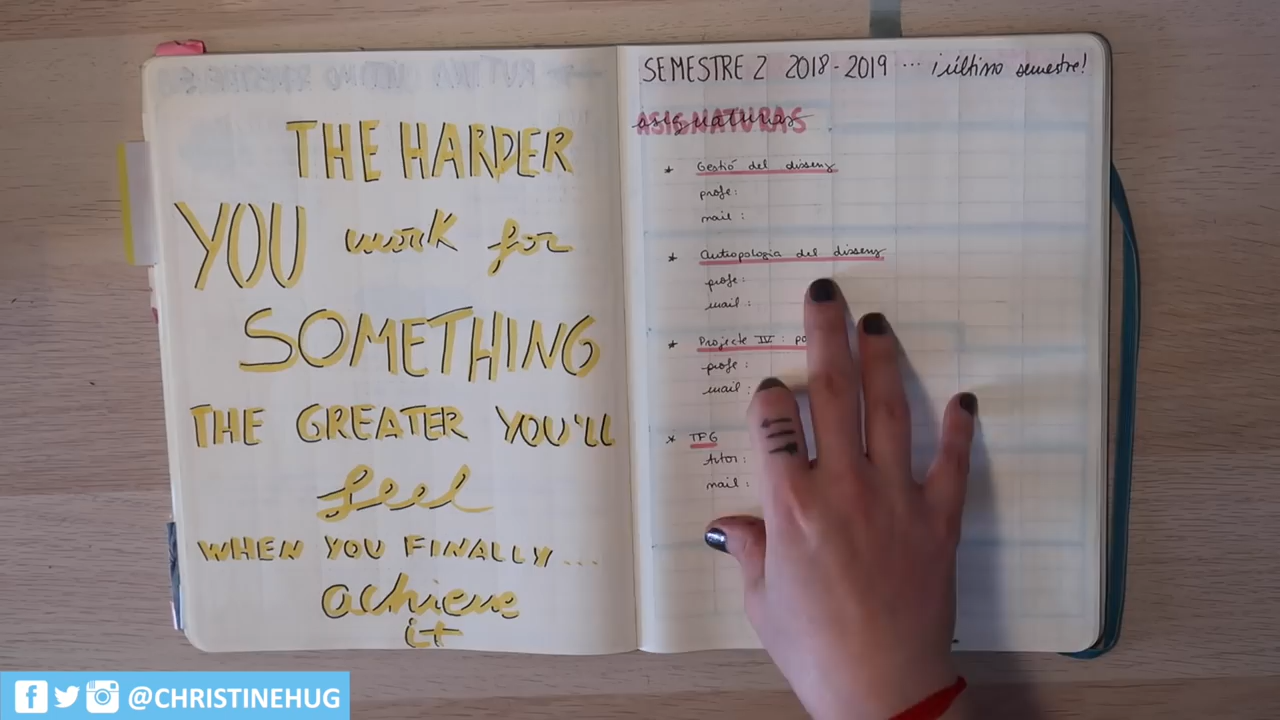 THE HARDER
YOU work for
SOMETHING
THE GREATER YOU'LL
feel
WHEN YOU FINALLY...
achieve
it
SEMESTRE 2 2018-2019 ... ¡último semestre!
ASIGNATURAS
asignaturas
* Gestió del disseny
profe:
mail:
* Antropologia del disseny
profe:
mail:
* Projecte IV: po
profe:
mail:
* TFG
Tutor:
mail:
@CHRISTINEHUG